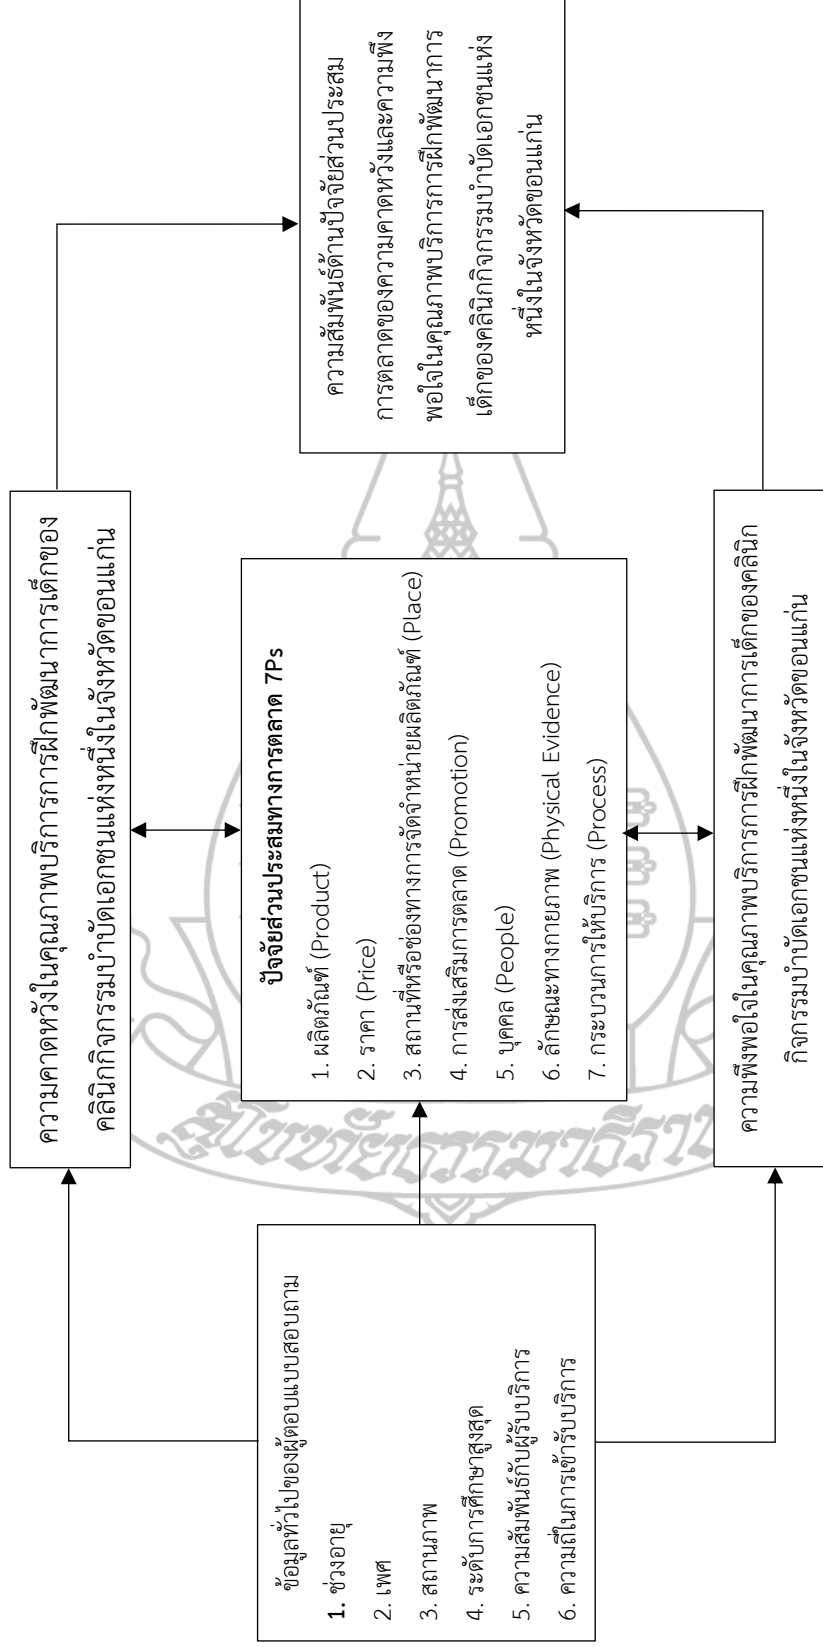 ข้อมูลทั่วไปของผู้ตอบแบบสอบถาม
1. ช่วงอายุ
2. เพศ
3. สถานภาพ
4. ระดับการศึกษาสูงสุด
5. ความสัมพันธ์กับผู้รับบริการ
6. ความถี่ในการเข้ารับบริการ
ความคาดหวังในคุณภาพบริการการฝึกพัฒนาการเด็กของ
คลินิกกิจกรรมบำบัดเอกชนแห่งหนึ่งในจังหวัดขอนแก่น
ปัจจัยส่วนประสมทางการตลาด 7Ps
1. ผลิตภัณฑ์ (Product)
2. ราคา (Price)
3. สถานที่หรือช่องทางการจัดจำหน่ายผลิตภัณฑ์ (Place)
4. การส่งเสริมการตลาด (Promotion)
5. บุคคล (People)
6. ลักษณะทางกายภาพ (Physical Evidence)
7. กระบวนการให้บริการ (Process)
ความพึงพอใจในคุณภาพบริการการฝึกพัฒนาการเด็กของคลินิก
กิจกรรมบำบัดเอกชนแห่งหนึ่งในจังหวัดขอนแก่น
ความสัมพันธ์ด้านปัจจัยส่วนประสม
การตลาดของความคาดหวังและความพึง
พอใจในคุณภาพบริการการฝึกพัฒนาการ
เด็กของคลินิกกิจกรรมบำบัดเอกชนแห่ง
หนึ่งในจังหวัดขอนแก่น